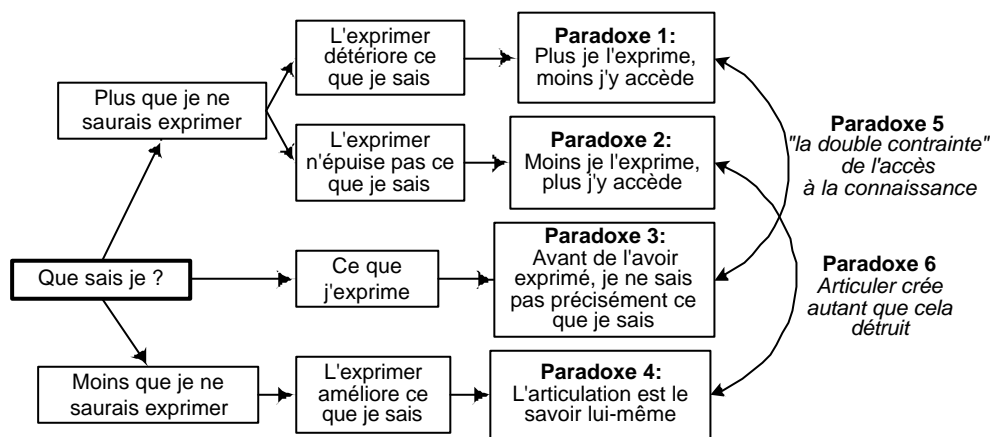 L'exprimer
détériore ce
que je sais
Paradoxe 1:
Plus je l'exprime,
moins j'y accède
Plus que je ne
saurais exprimer
L'exprimer
n'épuise pas ce
que je sais
Paradoxe 2:
Moins je l'exprime,
plus j'y accède
Paradoxe 5
"la double contrainte"
de l'accès
à la connaissance
Que sais je ?
Ce que
j'exprime
Paradoxe 3:
Avant de l'avoir
exprimé, je ne sais
pas précisément ce
que je sais
Paradoxe 6
Articuler crée
autant que cela
détruit
Moins que je ne
saurais exprimer
L'exprimer
améliore ce
que je sais
Paradoxe 4:
L'articulation est le
savoir lui-même